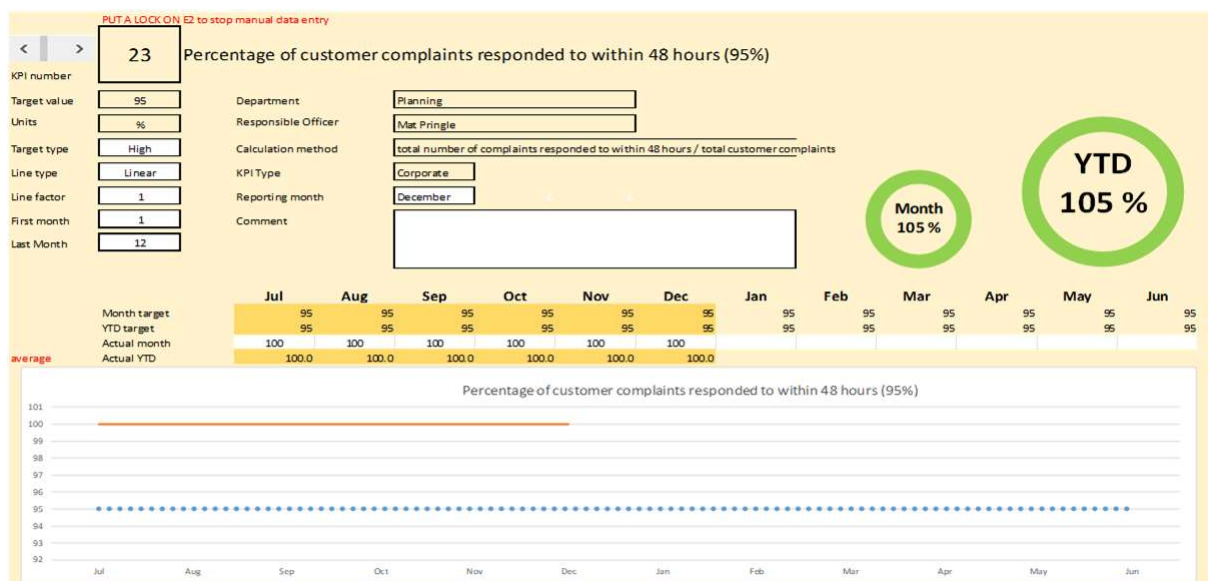 PUT A LOCK ON E2 to stop manual data entry
< >
KPI number
23
Percentage of customer complaints responded to within 48 hours (95%)
Target value 95 Department Planning
Units % Responsible Officer Mat Pringle
Target type High Calculation method total number of complaints responded to within 48 hours / total customer complaints
Line type Linear KPI Type Corporate
Line factor 1 Reporting month December
First month 1 Comment
Last Month 12
Month
105 %
YTD
105 %
Jul Aug Sep Oct Nov Dec Jan Feb Mar Apr May Jun
Month target 95 95 95 95 95 95 95 95 95 95 95 95
YTD target 95 95 95 95 95 95 95 95 95 95 95 95
Actual month 100 100 100 100 100 100
average Actual YTD 100.0 100.0 100.0 100.0 100.0 100.0
Percentage of customer complaints responded to within 48 hours (95%)
101
100
99
98
97
96
95
94
93
92
Jul Aug Sep Oct Nov Dec Jan Feb Mar Apr May Jun